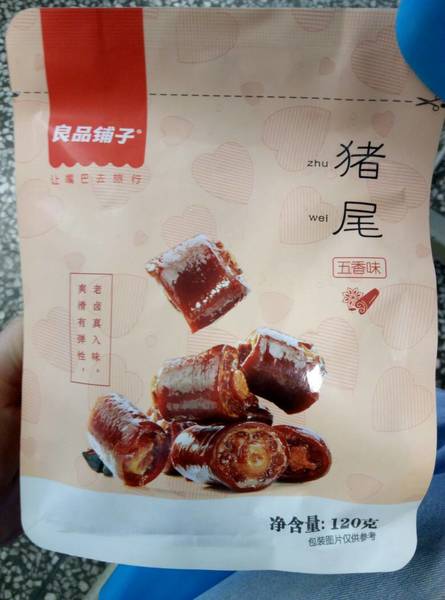 良品铺子®
让嘴巴去旅行
zhu 猪
wei 尾
五香味
老卤真入味。
爽滑有弹性，
净含量: 120克
包装图片仅供参考